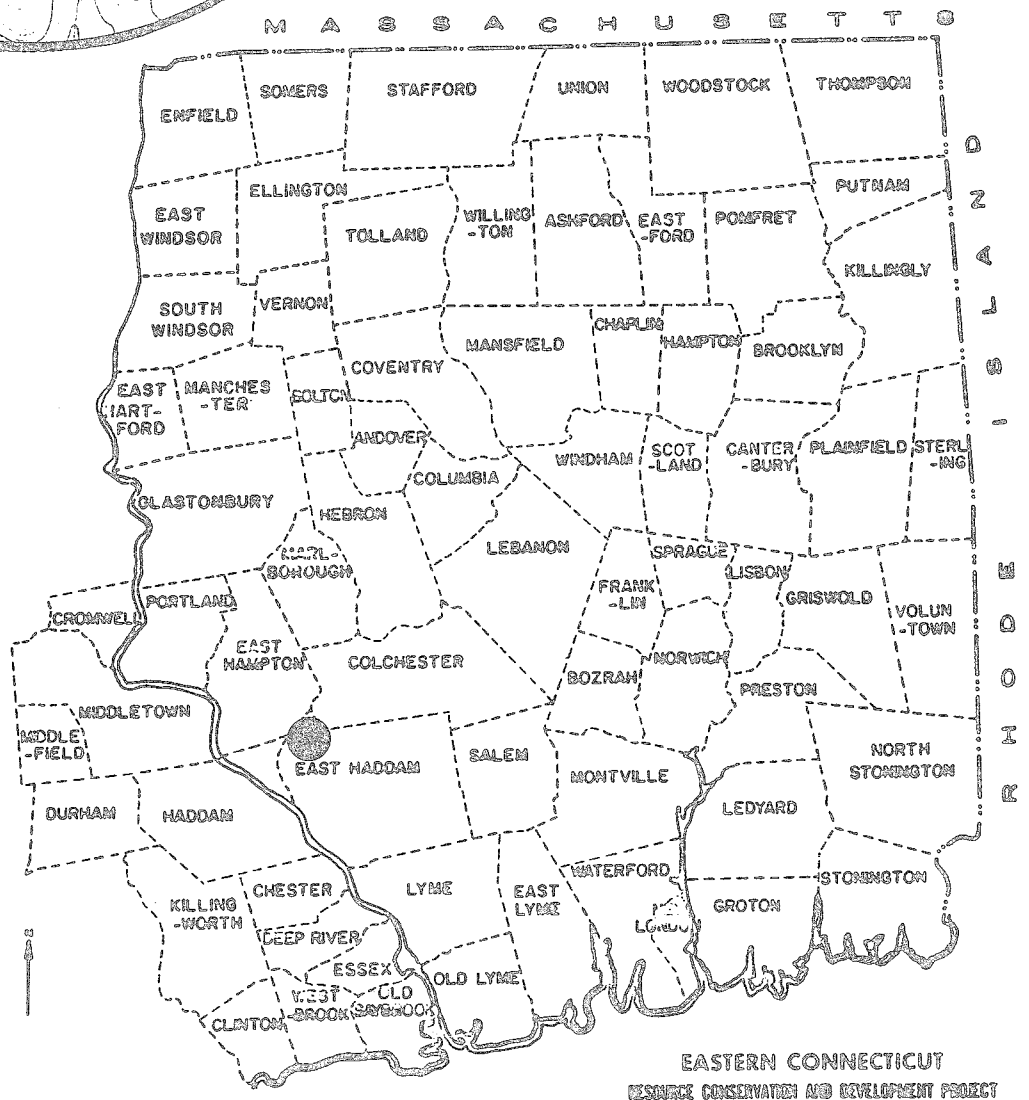 MASSACHUSETTS
SOMERS
STAFFORD
UNION
WOODSTOCK
THOMPSON
ENFIELD
PUTNAM
ELLINGTON
EAST
WINDSOR
TOLLAND
WILLING
-TON
ASHFORD
EAST
-FORD
POMFRET
KILLINGLY
SOUTH
WINDSOR
VERNON
MANSFIELD
CHAPLIN
HAMPTON
BROOKLYN
COVENTRY
EAST
HART-
FORD
MANCHES
-TER
BOLTON
ANDOVER
COLUMBIA
WINDHAM
SCOT
-LAND
CANTER
-BURY
PLAINFIELD
STERL
-ING
GLASTONBURY
HEBRON
MARL-
BOROUGH
LEBANON
SPRAGUE
LISBON
FRANK
-LIN
GRISWOLD
VOLUN
-TOWN
RHODE ISLAND
CROMWELL
PORTLAND
EAST
HAMPTON
COLCHESTER
BOZRAH
NORWICH
PRESTON
MIDDLETOWN
MIDDLE
-FIELD
EAST HADDAM
SALEM
MONTVILLE
NORTH
STONINGTON
LEDYARD
DURHAM
HADDAM
WATERFORD
STONINGTON
CHESTER
LYME
EAST
LYME
GROTON
KILLING
-WORTH
DEEP RIVER
ESSEX
OLD LYME
WEST
-BROOK
OLD
SAYBROOK
CLINTON
N
EASTERN CONNECTICUT
RESOURCE CONSERVATION AND DEVELOPMENT PROJECT